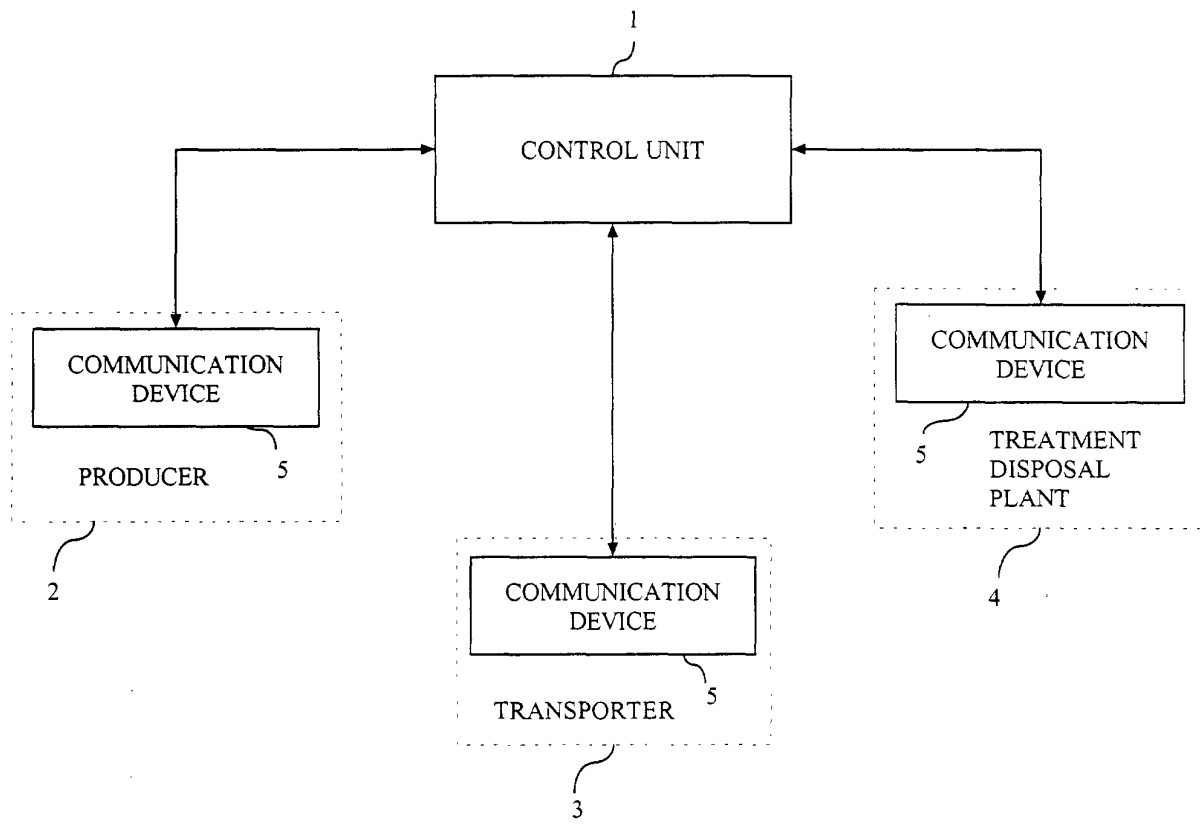 1
CONTROL UNIT
COMMUNICATION
DEVICE
5
PRODUCER
2
COMMUNICATION
DEVICE
5
TRANSPORTER
3
COMMUNICATION
DEVICE
5
TREATMENT
DISPOSAL
PLANT
4